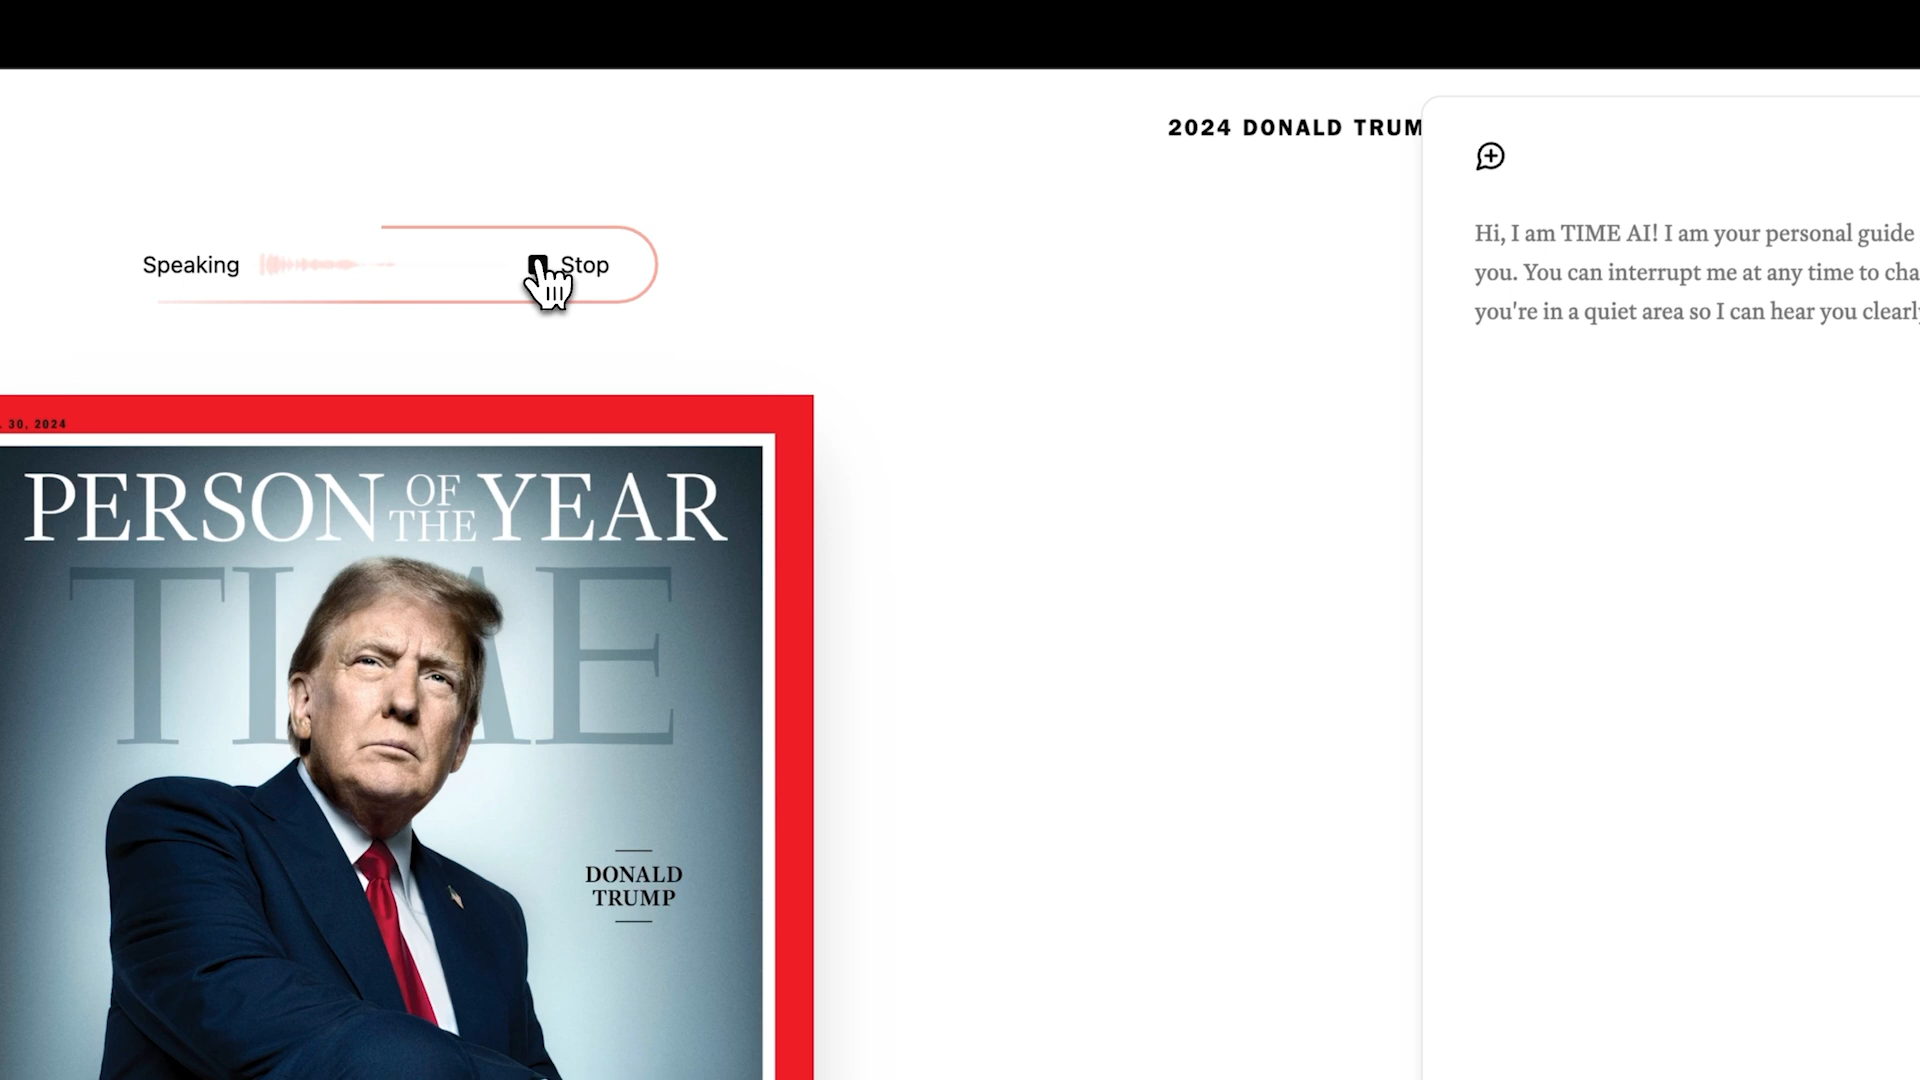 2024 DONALD TRUM
Speaking
Stop
Hi, I am TIME AI! I am your personal guide
you. You can interrupt me at any time to cha
you're in a quiet area so I can hear you clearly
30, 2024
PERSON OF THE YEAR
TIME
DONALD
TRUMP